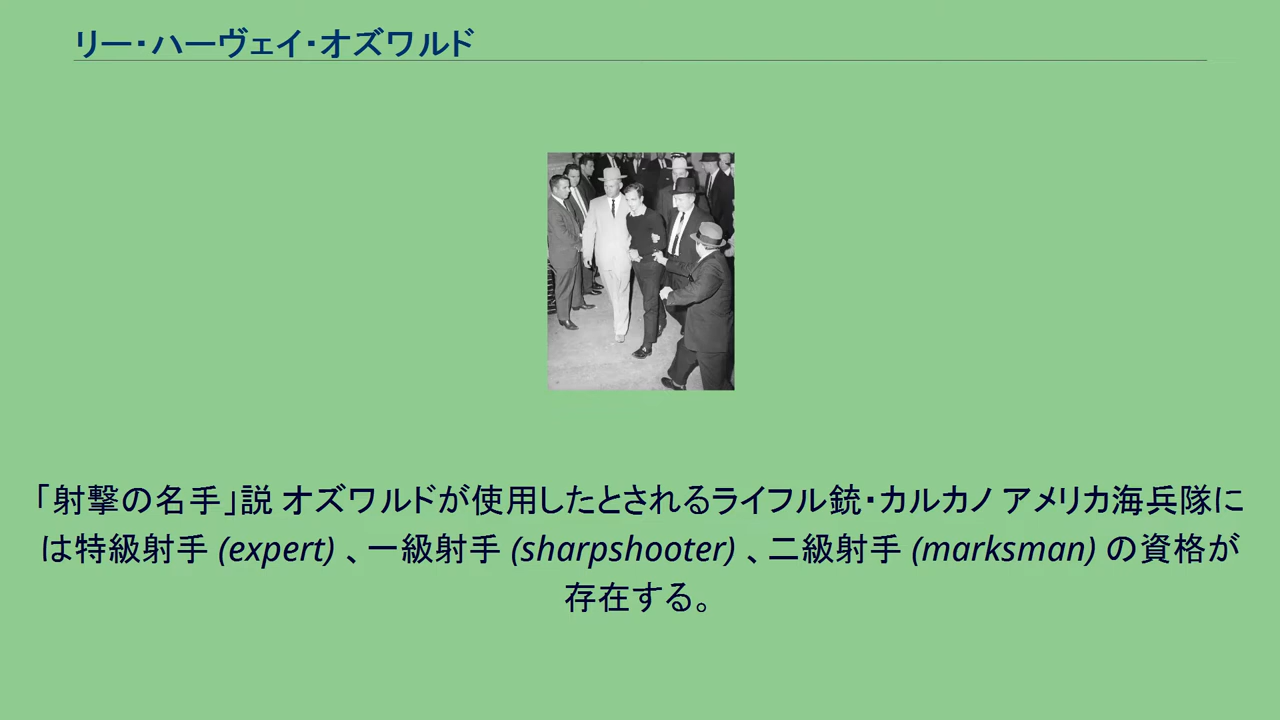 リー・ハーヴェイ・オズワルド
「射撃の名手」説 オズワルドが使用したとされるライフル銃・カルカノ アメリカ海兵隊に
は特級射手 (expert) 、一級射手 (sharpshooter) 、二級射手 (marksman) の資格が
存在する。